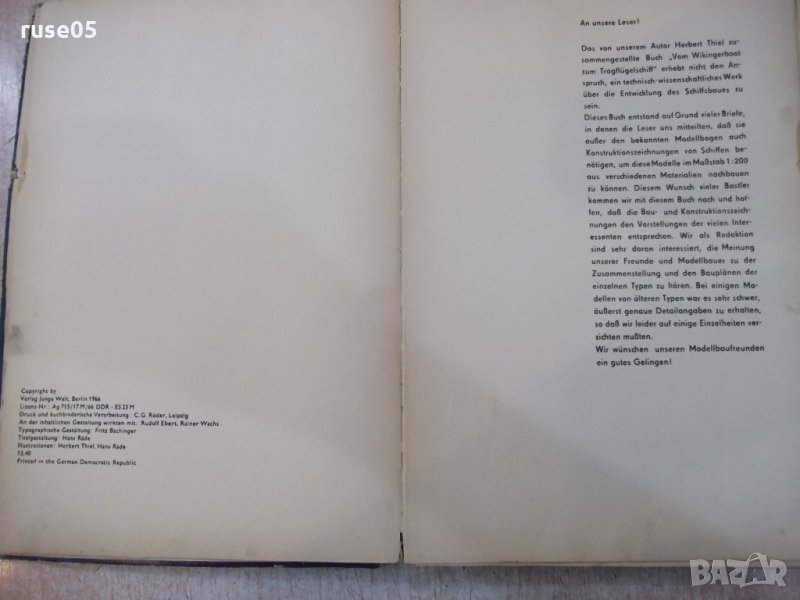 ruse05
Copyright by
Verlag Junge Welt, Berlin 1966
Lizenz-Nr.: Ag 715/17 M/66 DDR - ES 23 M
Druck und buchbinderische Verarbeitung: C. G. Röder, Leipzig
An der inhaltlichen Gestaltung wirkten mit: Rudolf Ebert, Rainer Wachs
Typographische Gestaltung: Fritz Bachinger
Titelgestaltung: Hans Räde
Illustrationen: Herbert Thiel, Hans Räde
13,40
Printed in the German Democratic Republic
An unsere Leser!
Das von unserem Autor Herbert Thiel zu-
sammengestellte Buch „Vom Wikingerboot
zum Tragflügelschiff" erhebt nicht den An-
spruch, ein technisch-wissenschaftliches Werk
über die Entwicklung des Schiffsbaues zu
sein.
Dieses Buch entstand auf Grund vieler Briefe,
in denen die Leser uns mitteilten, daß sie
außer den bekannten Modellbogen auch
Konstruktionszeichnungen von Schiffen be-
nötigen, um diese Modelle im Maßstab 1:200
aus verschiedenen Materialien nachbauen
zu können. Diesem Wunsch vieler Bastler
kommen wir mit diesem Buch nach und hof-
fen, daß die Bau- und Konstruktionszeich-
nungen den Vorstellungen der vielen Inter-
essenten entsprechen. Wir als Redaktion
sind sehr daran interessiert, die Meinung
unserer Freunde und Modellbauer zu der
Zusammenstellung und den Bauplänen der
einzelnen Typen zu hören. Bei einigen Mo-
dellen von älteren Typen war es sehr schwer,
äußerst genaue Detailangaben zu erhalten,
so daß wir leider auf einige Einzelheiten ver-
zichten mußten.
Wir wünschen unseren Modellbaufreunden
ein gutes Gelingen!
BAZAR